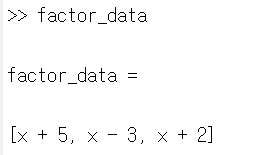 >> factor_data
factor_data =
[x + 5, x - 3, x + 2]